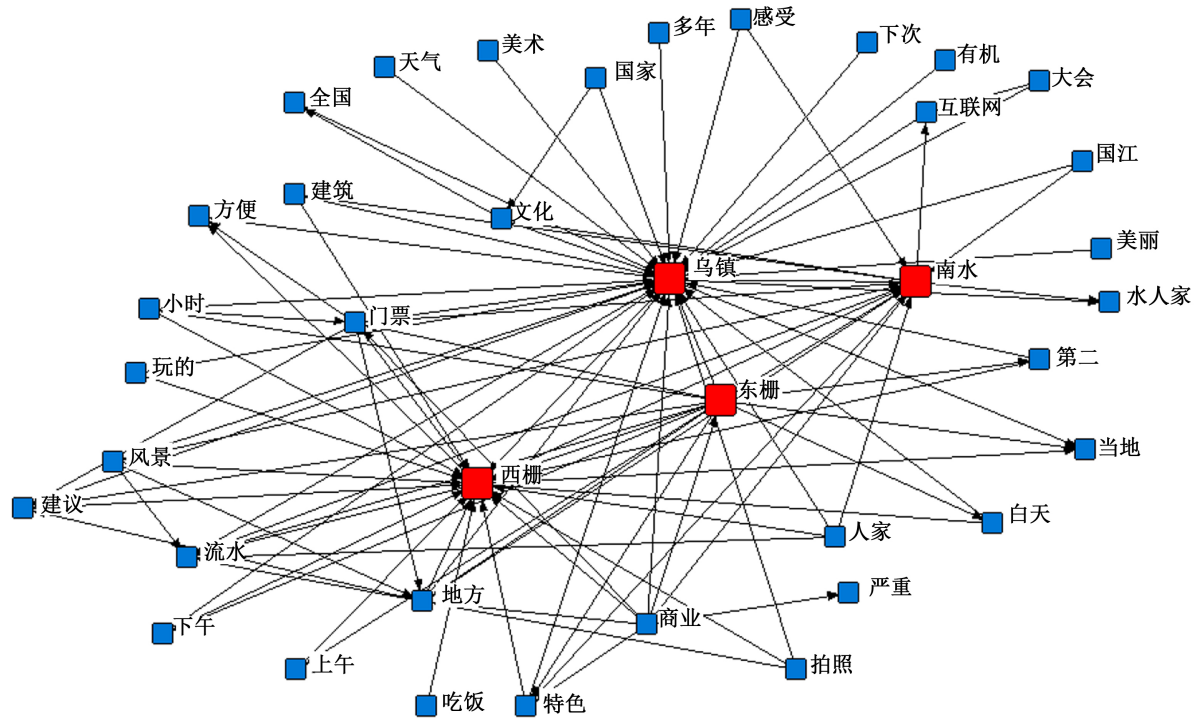 感受
多年
下次
美术
有机
天气
国家
大会
全国
互联网
国江
建筑
方便
文化
美丽
乌镇
南水
水人家
小时
门票
第二
玩的
东栅
当地
风景
西栅
建议
白天
人家
流水
严重
地方
商业
下午
上午
拍照
吃饭
特色